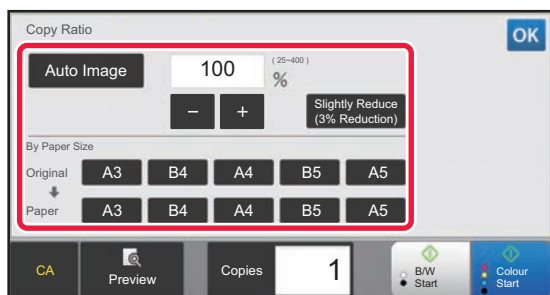 Copy Ratio
OK
Auto Image
100
(25~400)
%
−
+
Slightly Reduce
(3% Reduction)
By Paper Size
Original
A3
B4
A4
B5
A5
Paper
A3
B4
A4
B5
A5
CA
Preview
Copies
1
B/W
Start
Colour
Start